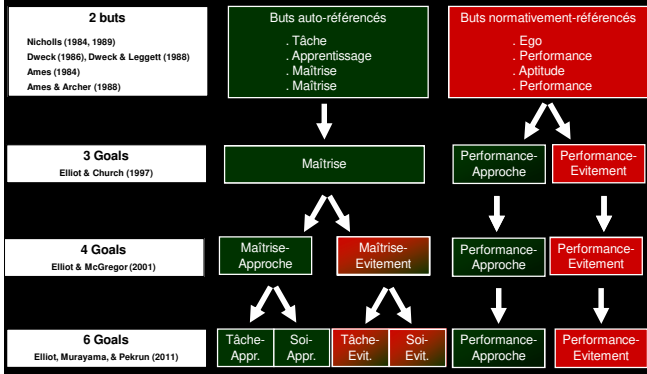 2 buts
Nicholls (1984, 1989)
Dweck (1986), Dweck & Leggett (1988)
Ames (1984)
Ames & Archer (1988)
Buts auto-référencés
. Tâche
. Apprentissage
. Maîtrise
. Maîtrise
Buts normativement-référencés
. Ego
. Performance
. Aptitude
. Performance
3 Goals
Elliot & Church (1997)
Maîtrise
Performance-
Approche
Performance-
Evitement
4 Goals
Elliot & McGregor (2001)
Maîtrise-
Approche
Maîtrise-
Evitement
Performance-
Approche
Performance-
Evitement
6 Goals
Elliot, Murayama, & Pekrun (2011)
Tâche-
Appr.
Soi-
Appr.
Tâche-
Evit.
Soi-
Evit.
Performance-
Approche
Performance-
Evitement